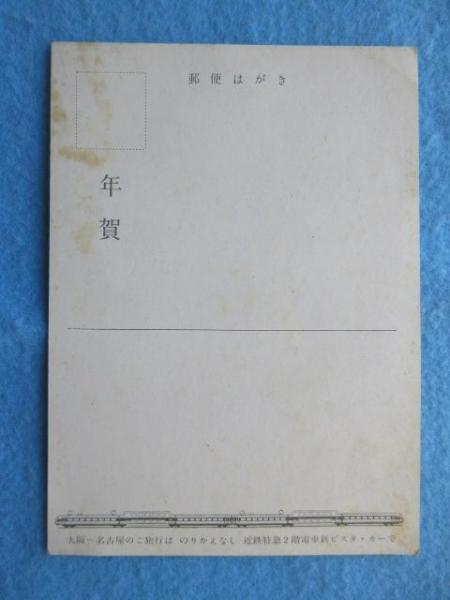 郵便はがき
年賀
大阪－名古屋のご旅行は のりかえなし 近鉄特急2階電車新ビスタ・カーで